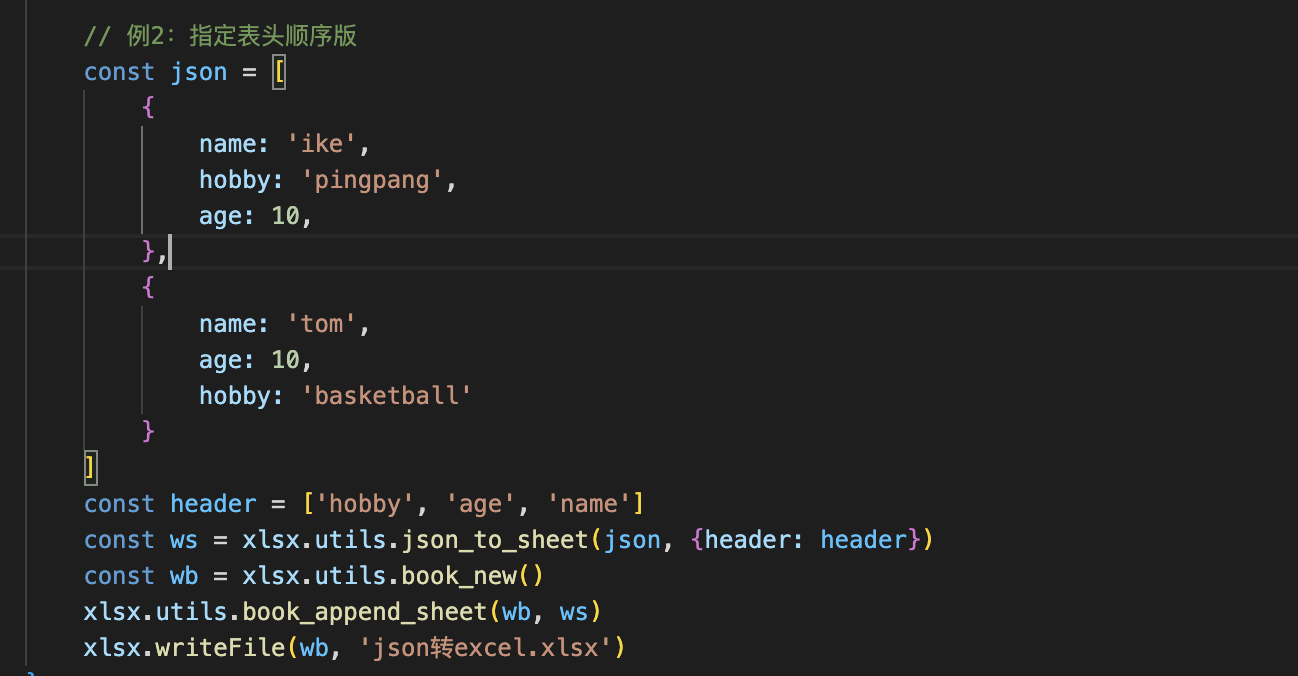 // 例2：指定表头顺序版
const json = [
    {
        name: 'ike',
        hobby: 'pingpang',
        age: 10,
    },
    {
        name: 'tom',
        age: 10,
        hobby: 'basketball'
    }
]
const header = ['hobby', 'age', 'name']
const ws = xlsx.utils.json_to_sheet(json, {header: header})
const wb = xlsx.utils.book_new()
xlsx.utils.book_append_sheet(wb, ws)
xlsx.writeFile(wb, 'json转excel.xlsx')